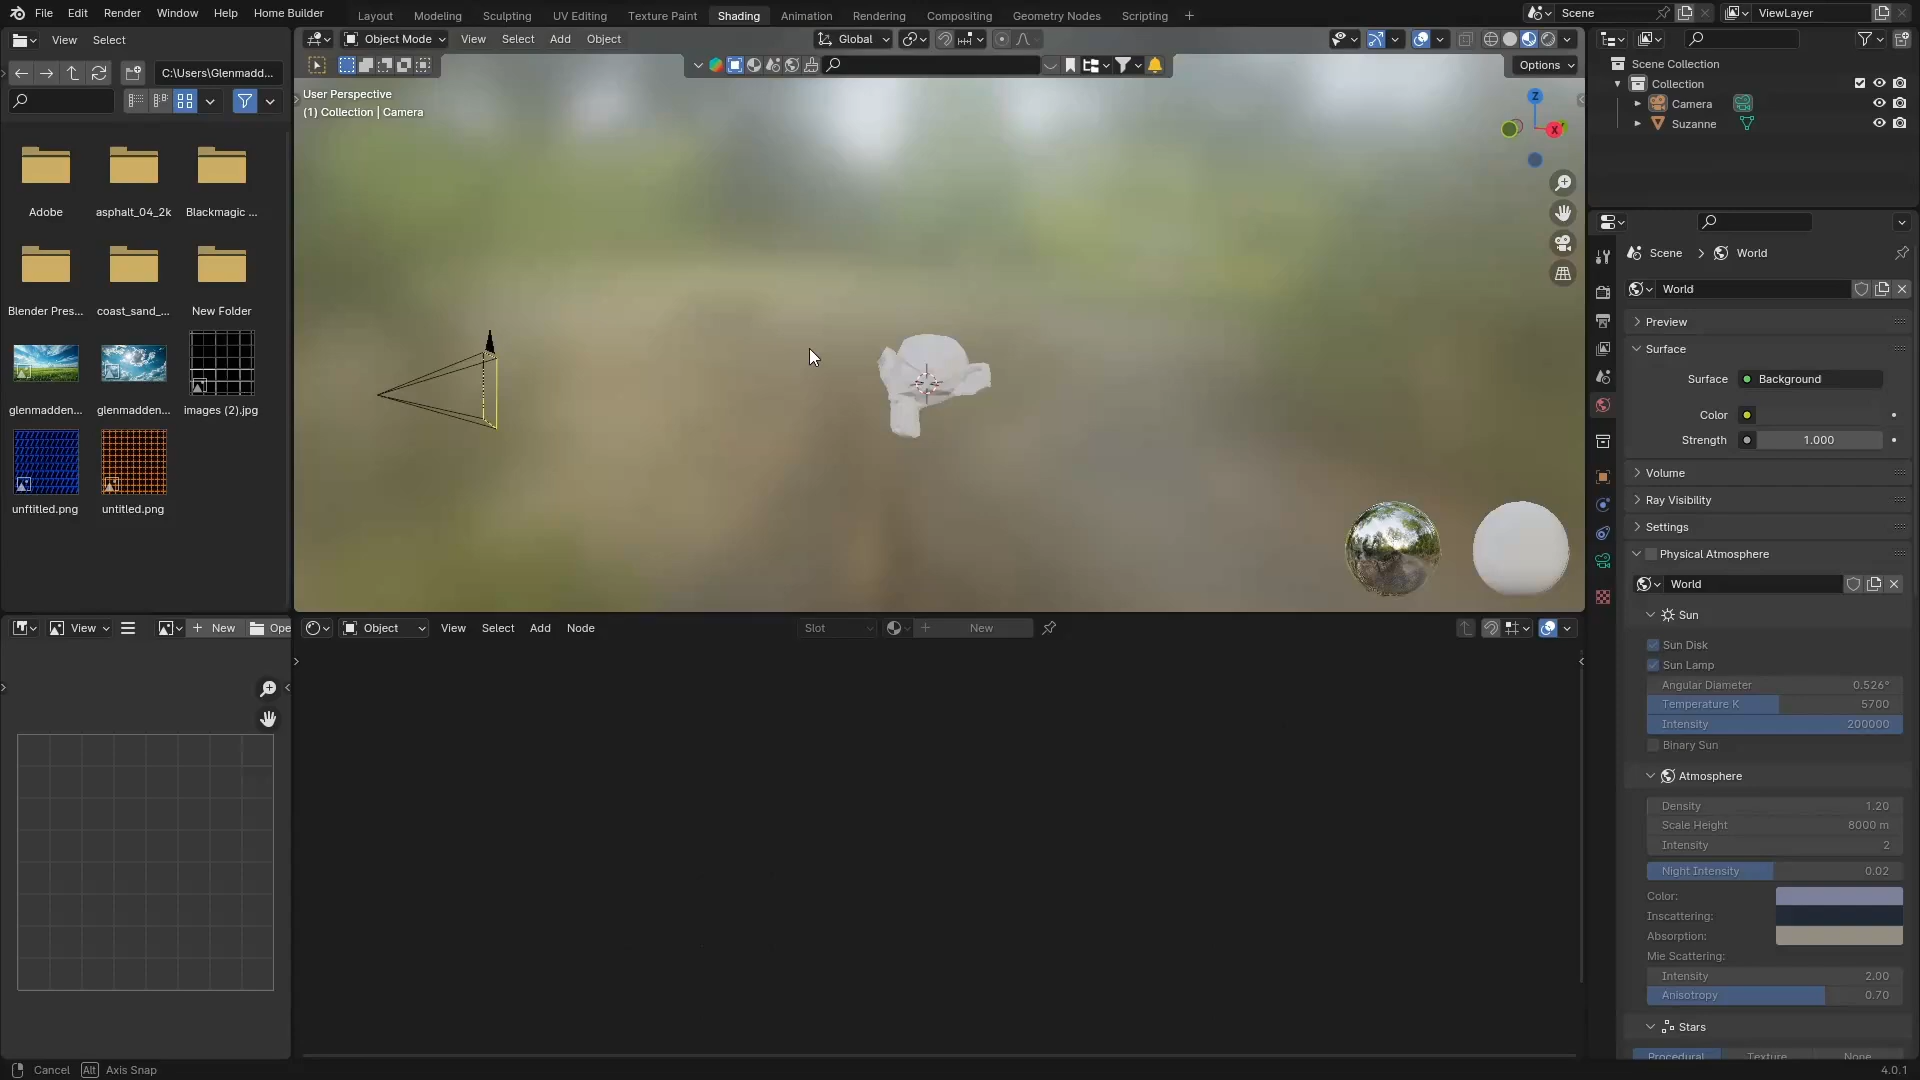 File Edit Render Window Help Home Builder Layout Modeling Sculpting UV Editing Texture Paint Shading Animation Rendering Compositing Geometry Nodes Scripting + Scene ViewLayer
View Select
Object Mode View Select Add Object Global
C:\Users\Glenmadd...
Options
User Perspective
(1) Collection | Camera
Z
X
Scene Collection
Collection
Camera
Suzanne
Adobe asphalt_04_2k Blackmagic ...
Blender Pres... coast_sand_... New Folder
glenmadden... glenmadden... images (2).jpg
unftitled.png untitled.png
Scene > World
World
Preview
Surface
Surface Background
Color
Strength 1.000
Volume
Ray Visibility
Settings
Physical Atmosphere
World
Sun
Sun Disk
Sun Lamp
Angular Diameter 0.526°
Temperature K 5700
Intensity 200000
Binary Sun
Atmosphere
Density 1.20
Scale Height 8000 m
Intensity 2
Night Intensity 0.02
Color:
Inscattering:
Absorption:
Mie Scattering:
Intensity 2.00
Anisotropy 0.70
Stars
Procedural Texture None
View + New Ope
Object View Select Add Node Slot + New
Cancel Alt Axis Snap
4.0.1